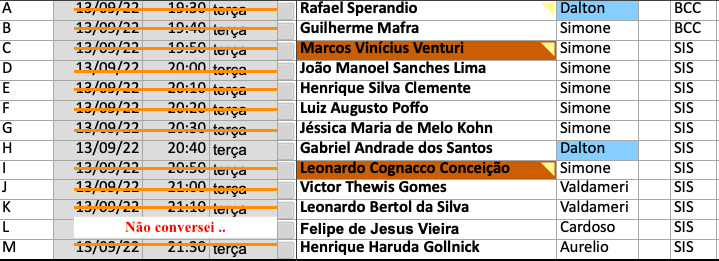 A 13/09/22 19:30 terça Rafael Sperandio Dalton BCC
B 13/09/22 19:40 terça Guilherme Mafra Simone BCC
C 13/09/22 19:50 terça Marcos Vinícius Venturi Simone SIS
D 13/09/22 20:00 terça João Manoel Sanches Lima Simone SIS
E 13/09/22 20:10 terça Henrique Silva Clemente Simone SIS
F 13/09/22 20:20 terça Luiz Augusto Poffo Simone SIS
G 13/09/22 20:30 terça Jéssica Maria de Melo Kohn Simone SIS
H 13/09/22 20:40 terça Gabriel Andrade dos Santos Dalton SIS
I 13/09/22 20:50 terça Leonardo Cognacco Conceição Simone SIS
J 13/09/22 21:00 terça Victor Thewis Gomes Valdameri SIS
K 13/09/22 21:10 terça Leonardo Bertol da Silva Valdameri SIS
L Não conversei .. Felipe de Jesus Vieira Cardoso SIS
M 13/09/22 21:30 terça Henrique Haruda Gollnick Aurelio SIS